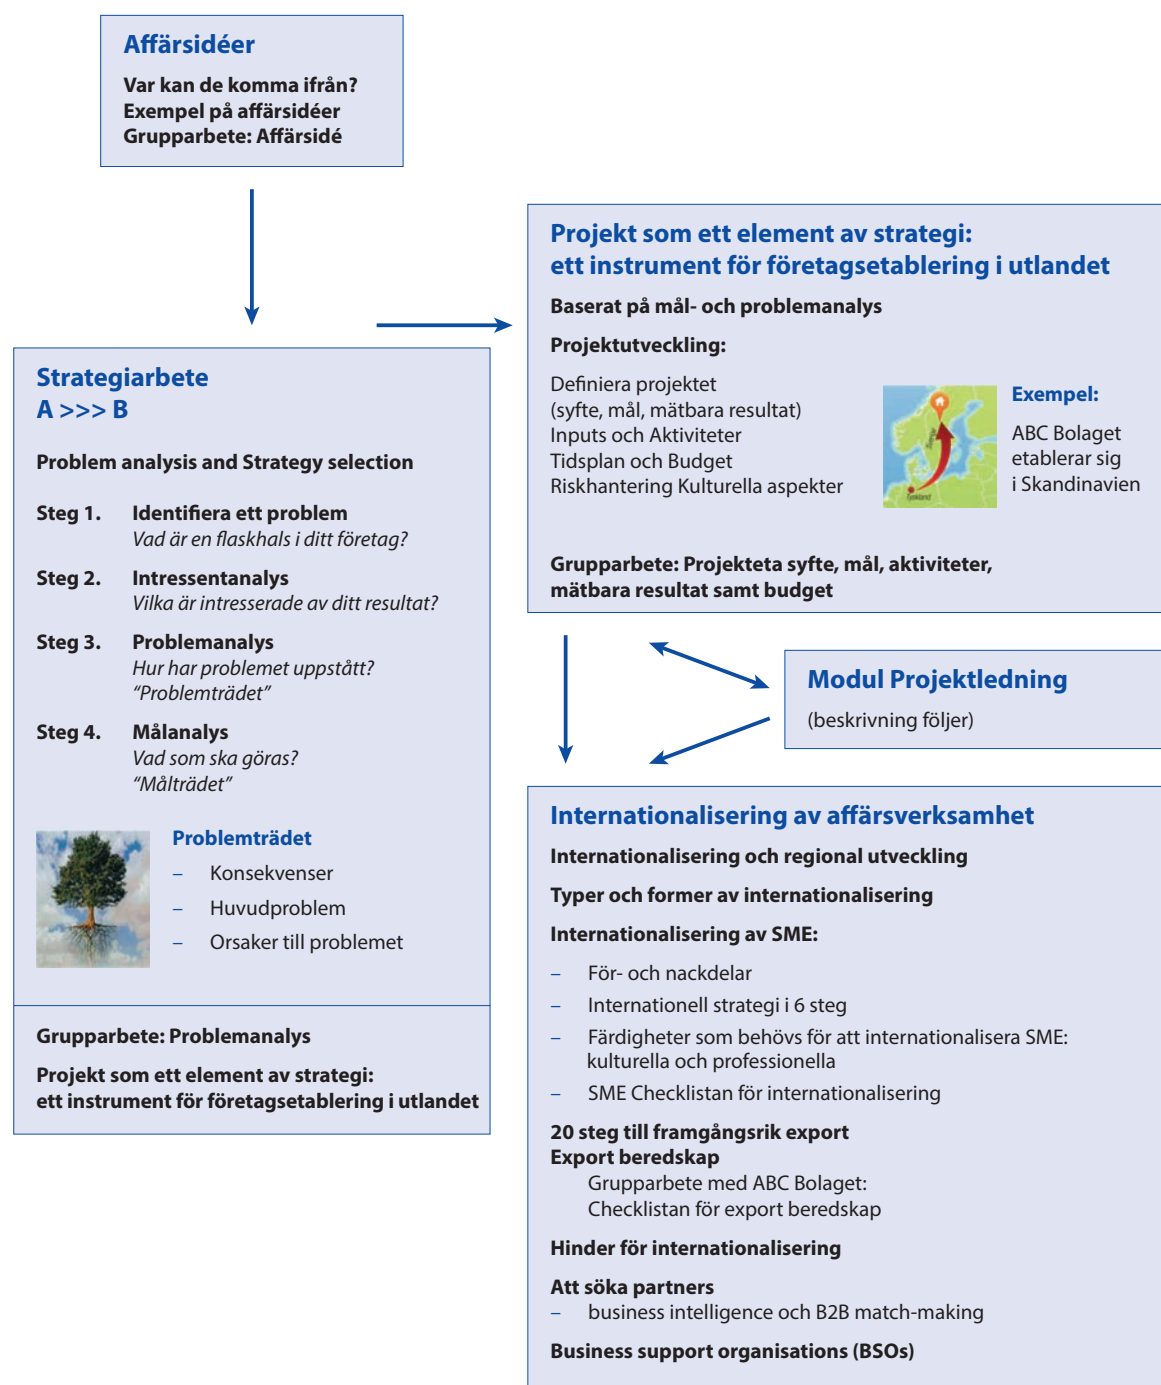 Affärsidéer
Var kan de komma ifrån?
Exempel på affärsidéer
Grupparbete: Affärsidé
Strategiarbete
A >>> B
Problem analysis and Strategy selection
Steg 1. Identifiera ett problem
Vad är en flaskhals i ditt företag?
Steg 2. Intressentanalys
Vilka är intresserade av ditt resultat?
Steg 3. Problemanalys
Hur har problemet uppstått?
“Problemträdet”
Steg 4. Målanalys
Vad som ska göras?
“Målträdet”
Problemträdet
– Konsekvenser
– Huvudproblem
– Orsaker till problemet
Grupparbete: Problemanalys
Projekt som ett element av strategi:
ett instrument för företagsetablering i utlandet
Projekt som ett element av strategi:
ett instrument för företagsetablering i utlandet
Baserat på mål- och problemanalys
Projektutveckling:
Definiera projektet
(syfte, mål, mätbara resultat)
Inputs och Aktiviteter
Tidsplan och Budget
Riskhantering Kulturella aspekter
Sverige
Tyskland
Exempel:
ABC Bolaget
etablerar sig
i Skandinavien
Grupparbete: Projekteta syfte, mål, aktiviteter,
mätbara resultat samt budget
Modul Projektledning
(beskrivning följer)
Internationalisering av affärsverksamhet
Internationalisering och regional utveckling
Typer och former av internationalisering
Internationalisering av SME:
– För- och nackdelar
– Internationell strategi i 6 steg
– Färdigheter som behövs för att internationalisera SME:
kulturella och professionella
– SME Checklistan för internationalisering
20 steg till framgångsrik export
Export beredskap
Grupparbete med ABC Bolaget:
Checklistan för export beredskap
Hinder för internationalisering
Att söka partners
– business intelligence och B2B match-making
Business support organisations (BSOs)